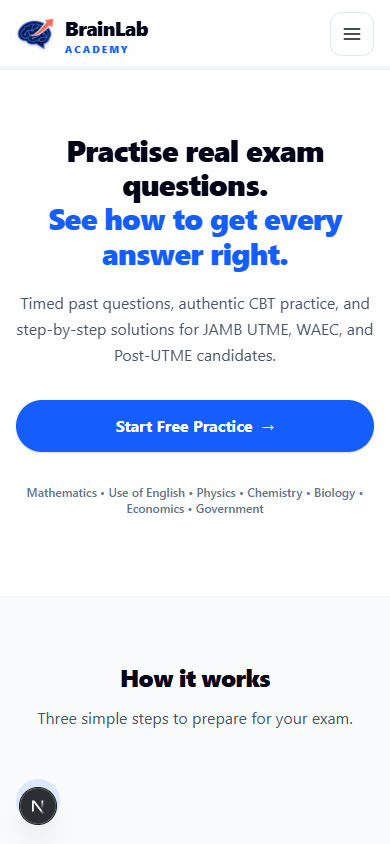 BrainLab
ACADEMY
Practise real exam
questions.
See how to get every
answer right.
Timed past questions, authentic CBT practice, and
step-by-step solutions for JAMB UTME, WAEC, and
Post-UTME candidates.
Start Free Practice →
Mathematics • Use of English • Physics • Chemistry • Biology •
Economics • Government
How it works
Three simple steps to prepare for your exam.
N